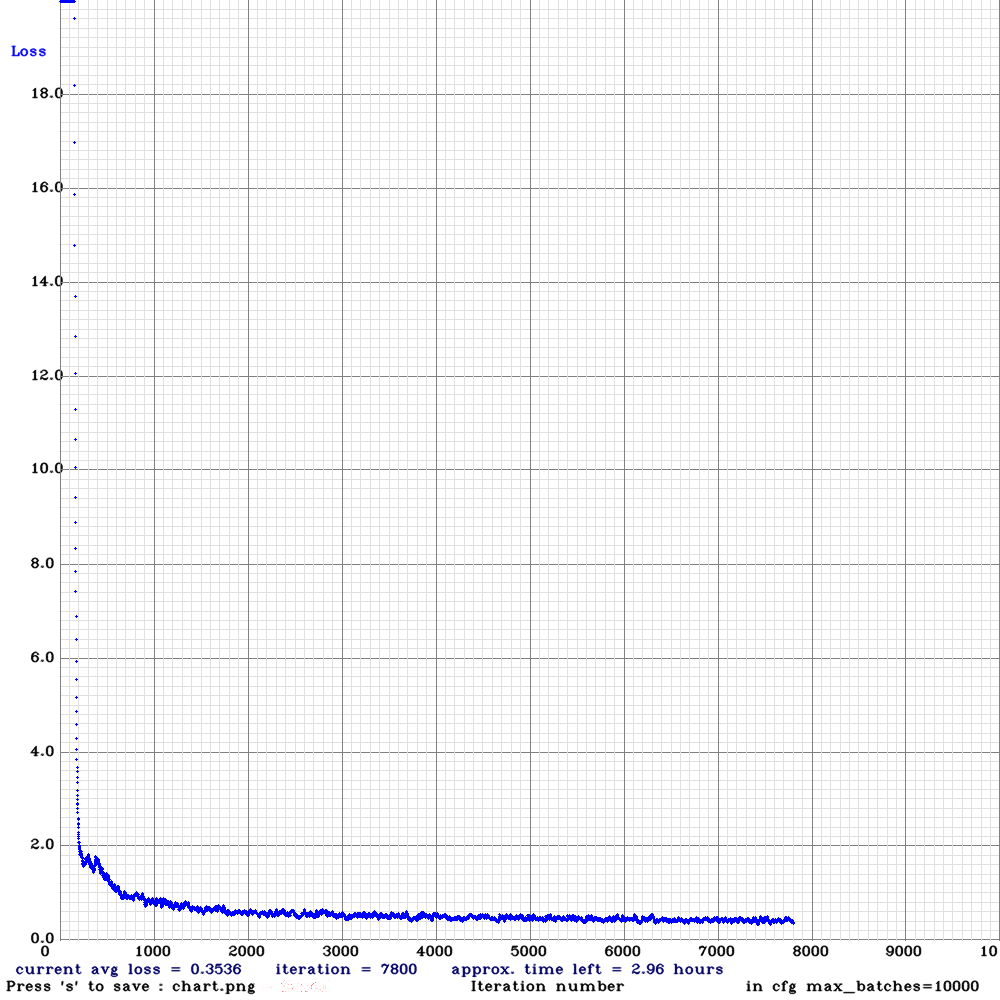 Loss
18.0
16.0
14.0
12.0
10.0
8.0
6.0
4.0
2.0
0.0
0 1000 2000 3000 4000 5000 6000 7000 8000 9000 10
current avg loss = 0.3536 iteration = 7800 approx. time left = 2.96 hours
Press 's' to save : chart.png Iteration number in cfg max_batches=10000